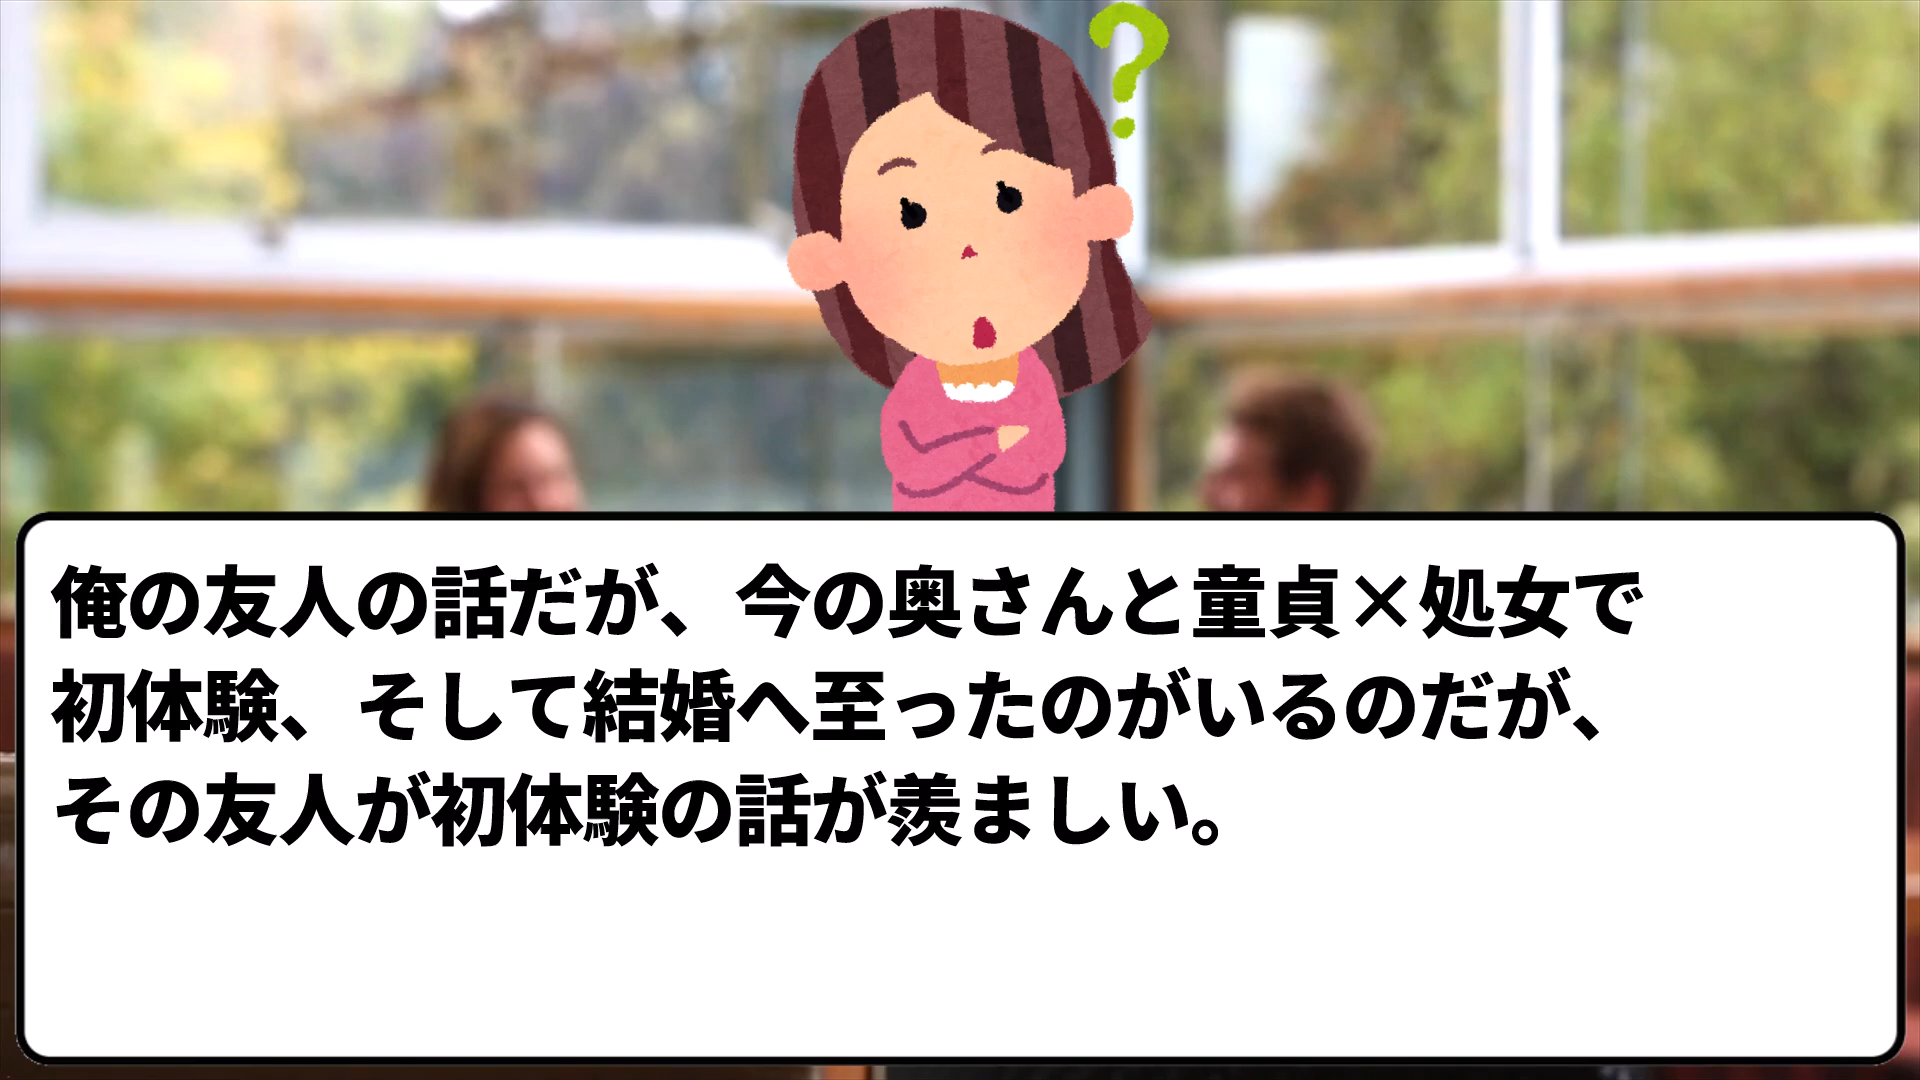 俺の友人の話だが、今の奥さんと童貞×処女で
初体験、そして結婚へ至ったのがいるのだが、
その友人が初体験の話が羨ましい。
?